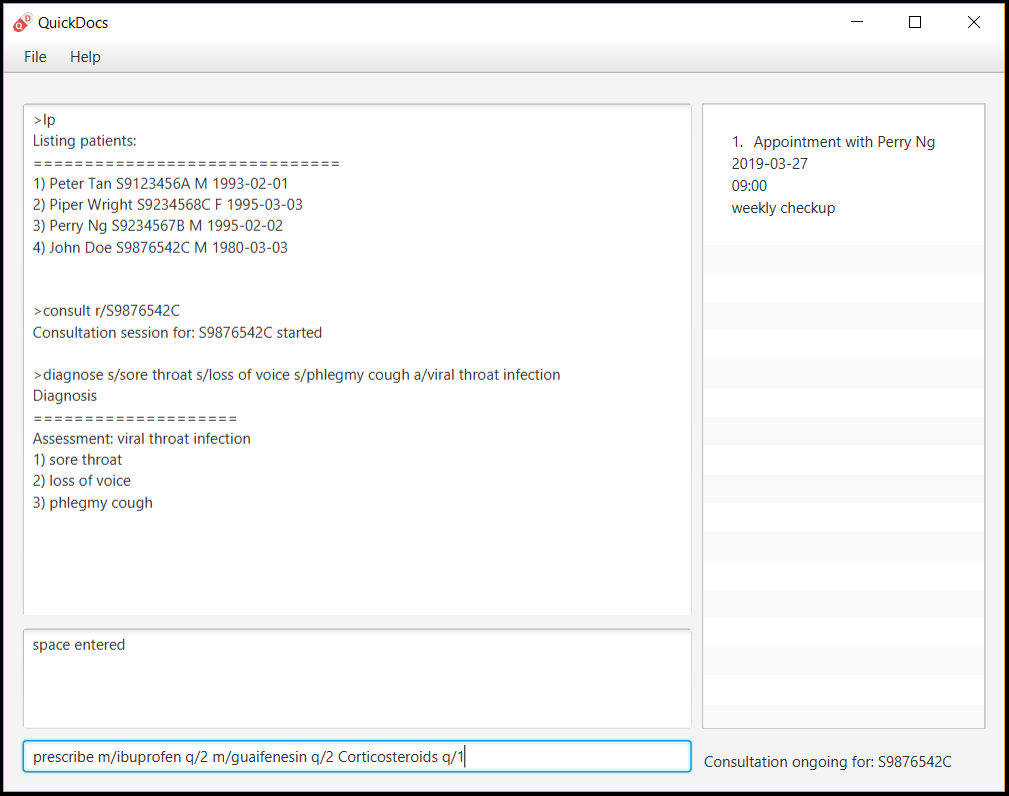 QuickDocs
File Help
>lp
Listing patients:
==============================
1) Peter Tan S9123456A M 1993-02-01
2) Piper Wright S9234568C F 1995-03-03
3) Perry Ng S9234567B M 1995-02-02
4) John Doe S9876542C M 1980-03-03
>consult r/S9876542C
Consultation session for: S9876542C started
>diagnose s/sore throat s/loss of voice s/phlegmy cough a/viral throat infection
Diagnosis
====================
Assessment: viral throat infection
1) sore throat
2) loss of voice
3) phlegmy cough
space entered
prescribe m/ibuprofen q/2 m/guaifenesin q/2 Corticosteroids q/1
1. Appointment with Perry Ng
2019-03-27
09:00
weekly checkup
Consultation ongoing for: S9876542C